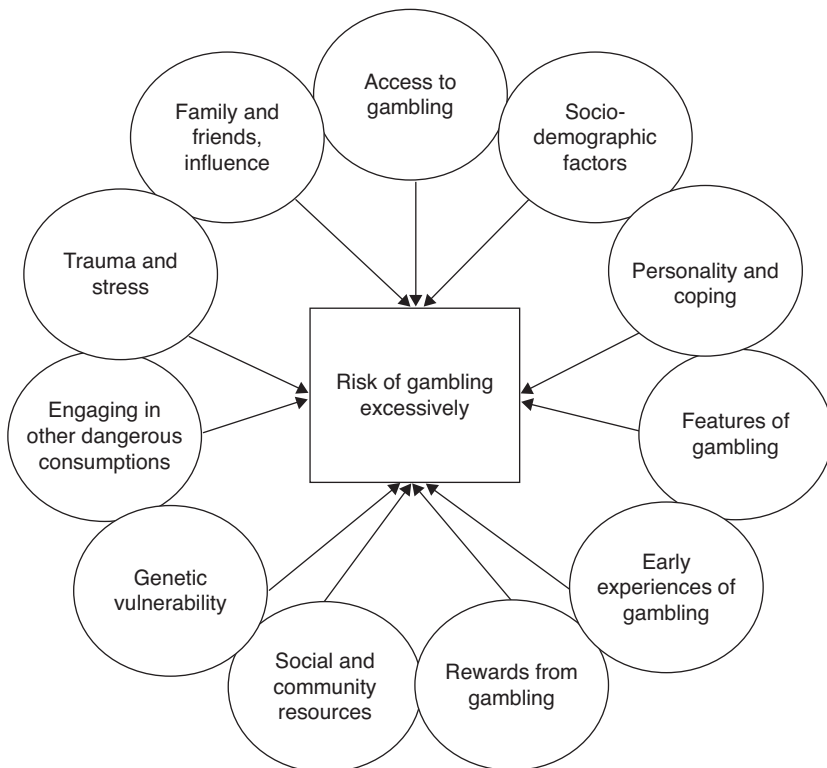 Access to
gambling
Socio-
demographic
factors
Personality and
coping
Features of
gambling
Early
experiences of
gambling
Rewards from
gambling
Social and
community
resources
Genetic
vulnerability
Engaging in
other dangerous
consumptions
Trauma and
stress
Family and
friends,
influence
Risk of gambling
excessively